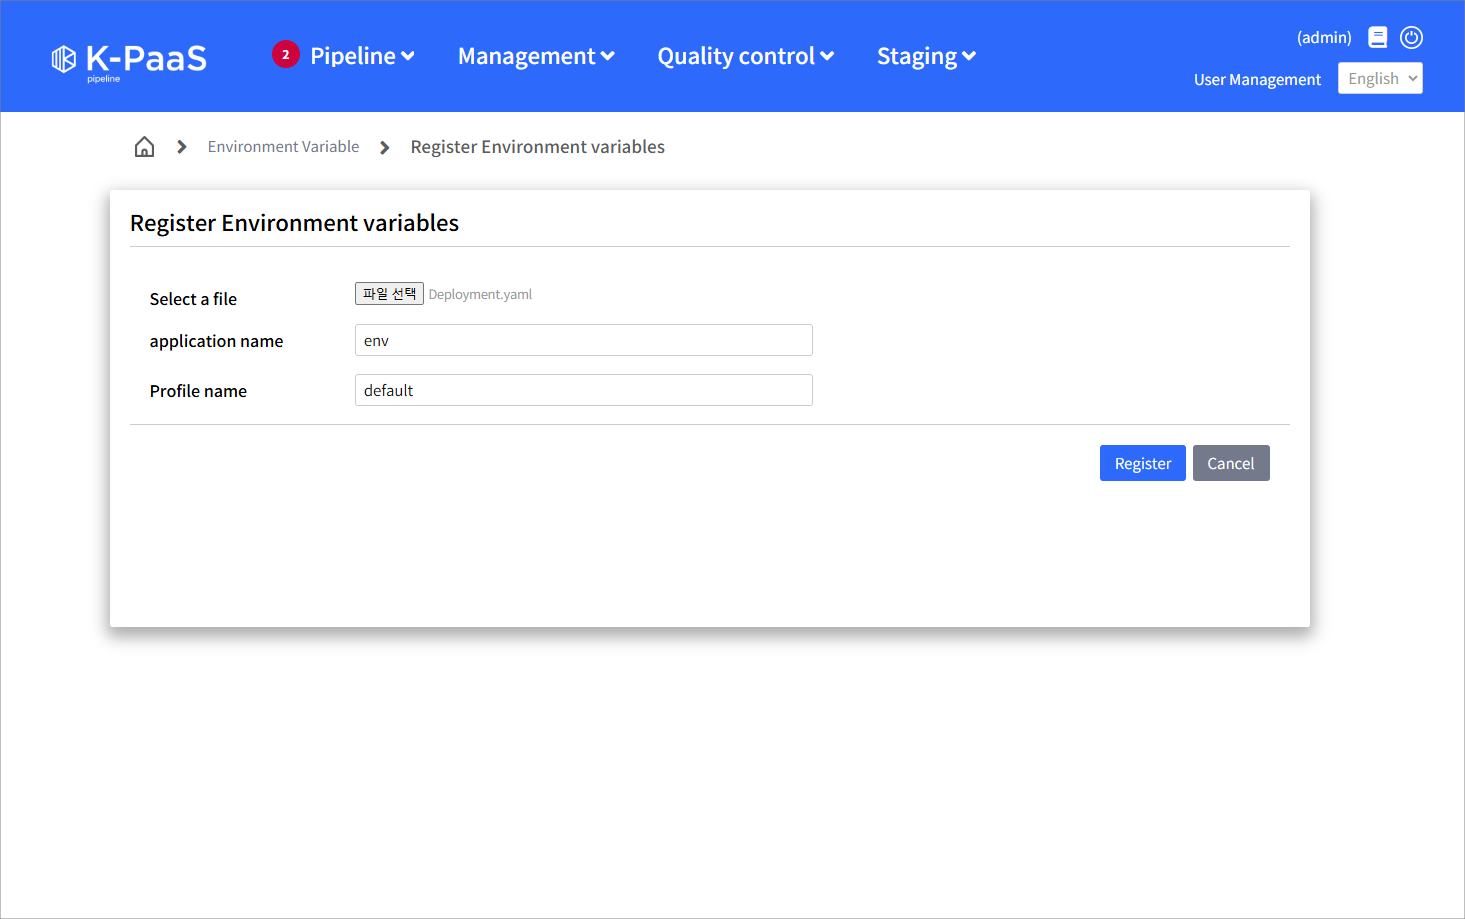 K-PaaS
pipeline
2 Pipeline Management Quality control Staging
(admin)
User Management English
Environment Variable Register Environment variables
Register Environment variables
Select a file 파일 선택 Deployment.yaml
application name env
Profile name default
Register Cancel